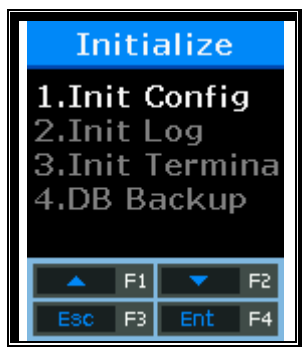 Initialize
1.Init Config
2.Init Log
3.Init Termina
4.DB Backup
▲ F1 ▼ F2
Esc F3 Ent F4